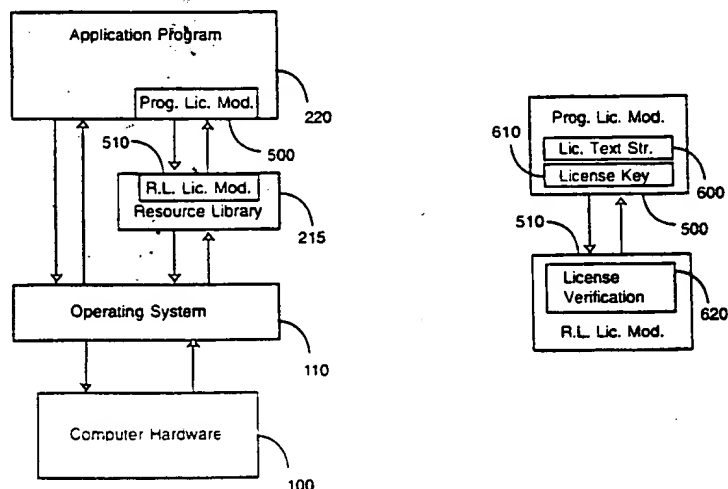 Application Program
Prog. Lic. Mod.
220
500
510
R.L. Lic. Mod.
Resource Library
215
Operating System
110
Computer Hardware
100
Prog. Lic. Mod.
610
Lic. Text Str.
License Key
600
500
510
License
Verification
620
R.L. Lic. Mod.